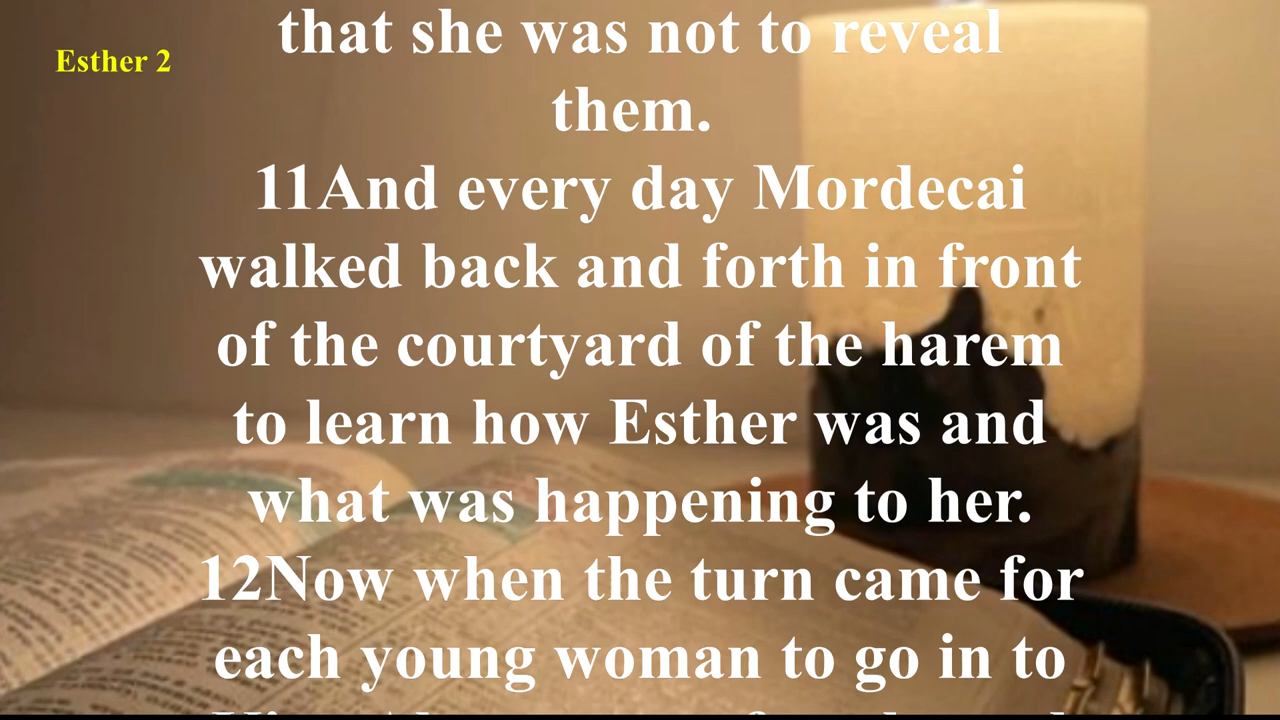 Esther 2
that she was not to reveal
them.
11And every day Mordecai
walked back and forth in front
of the courtyard of the harem
to learn how Esther was and
what was happening to her.
12Now when the turn came for
each young woman to go in to